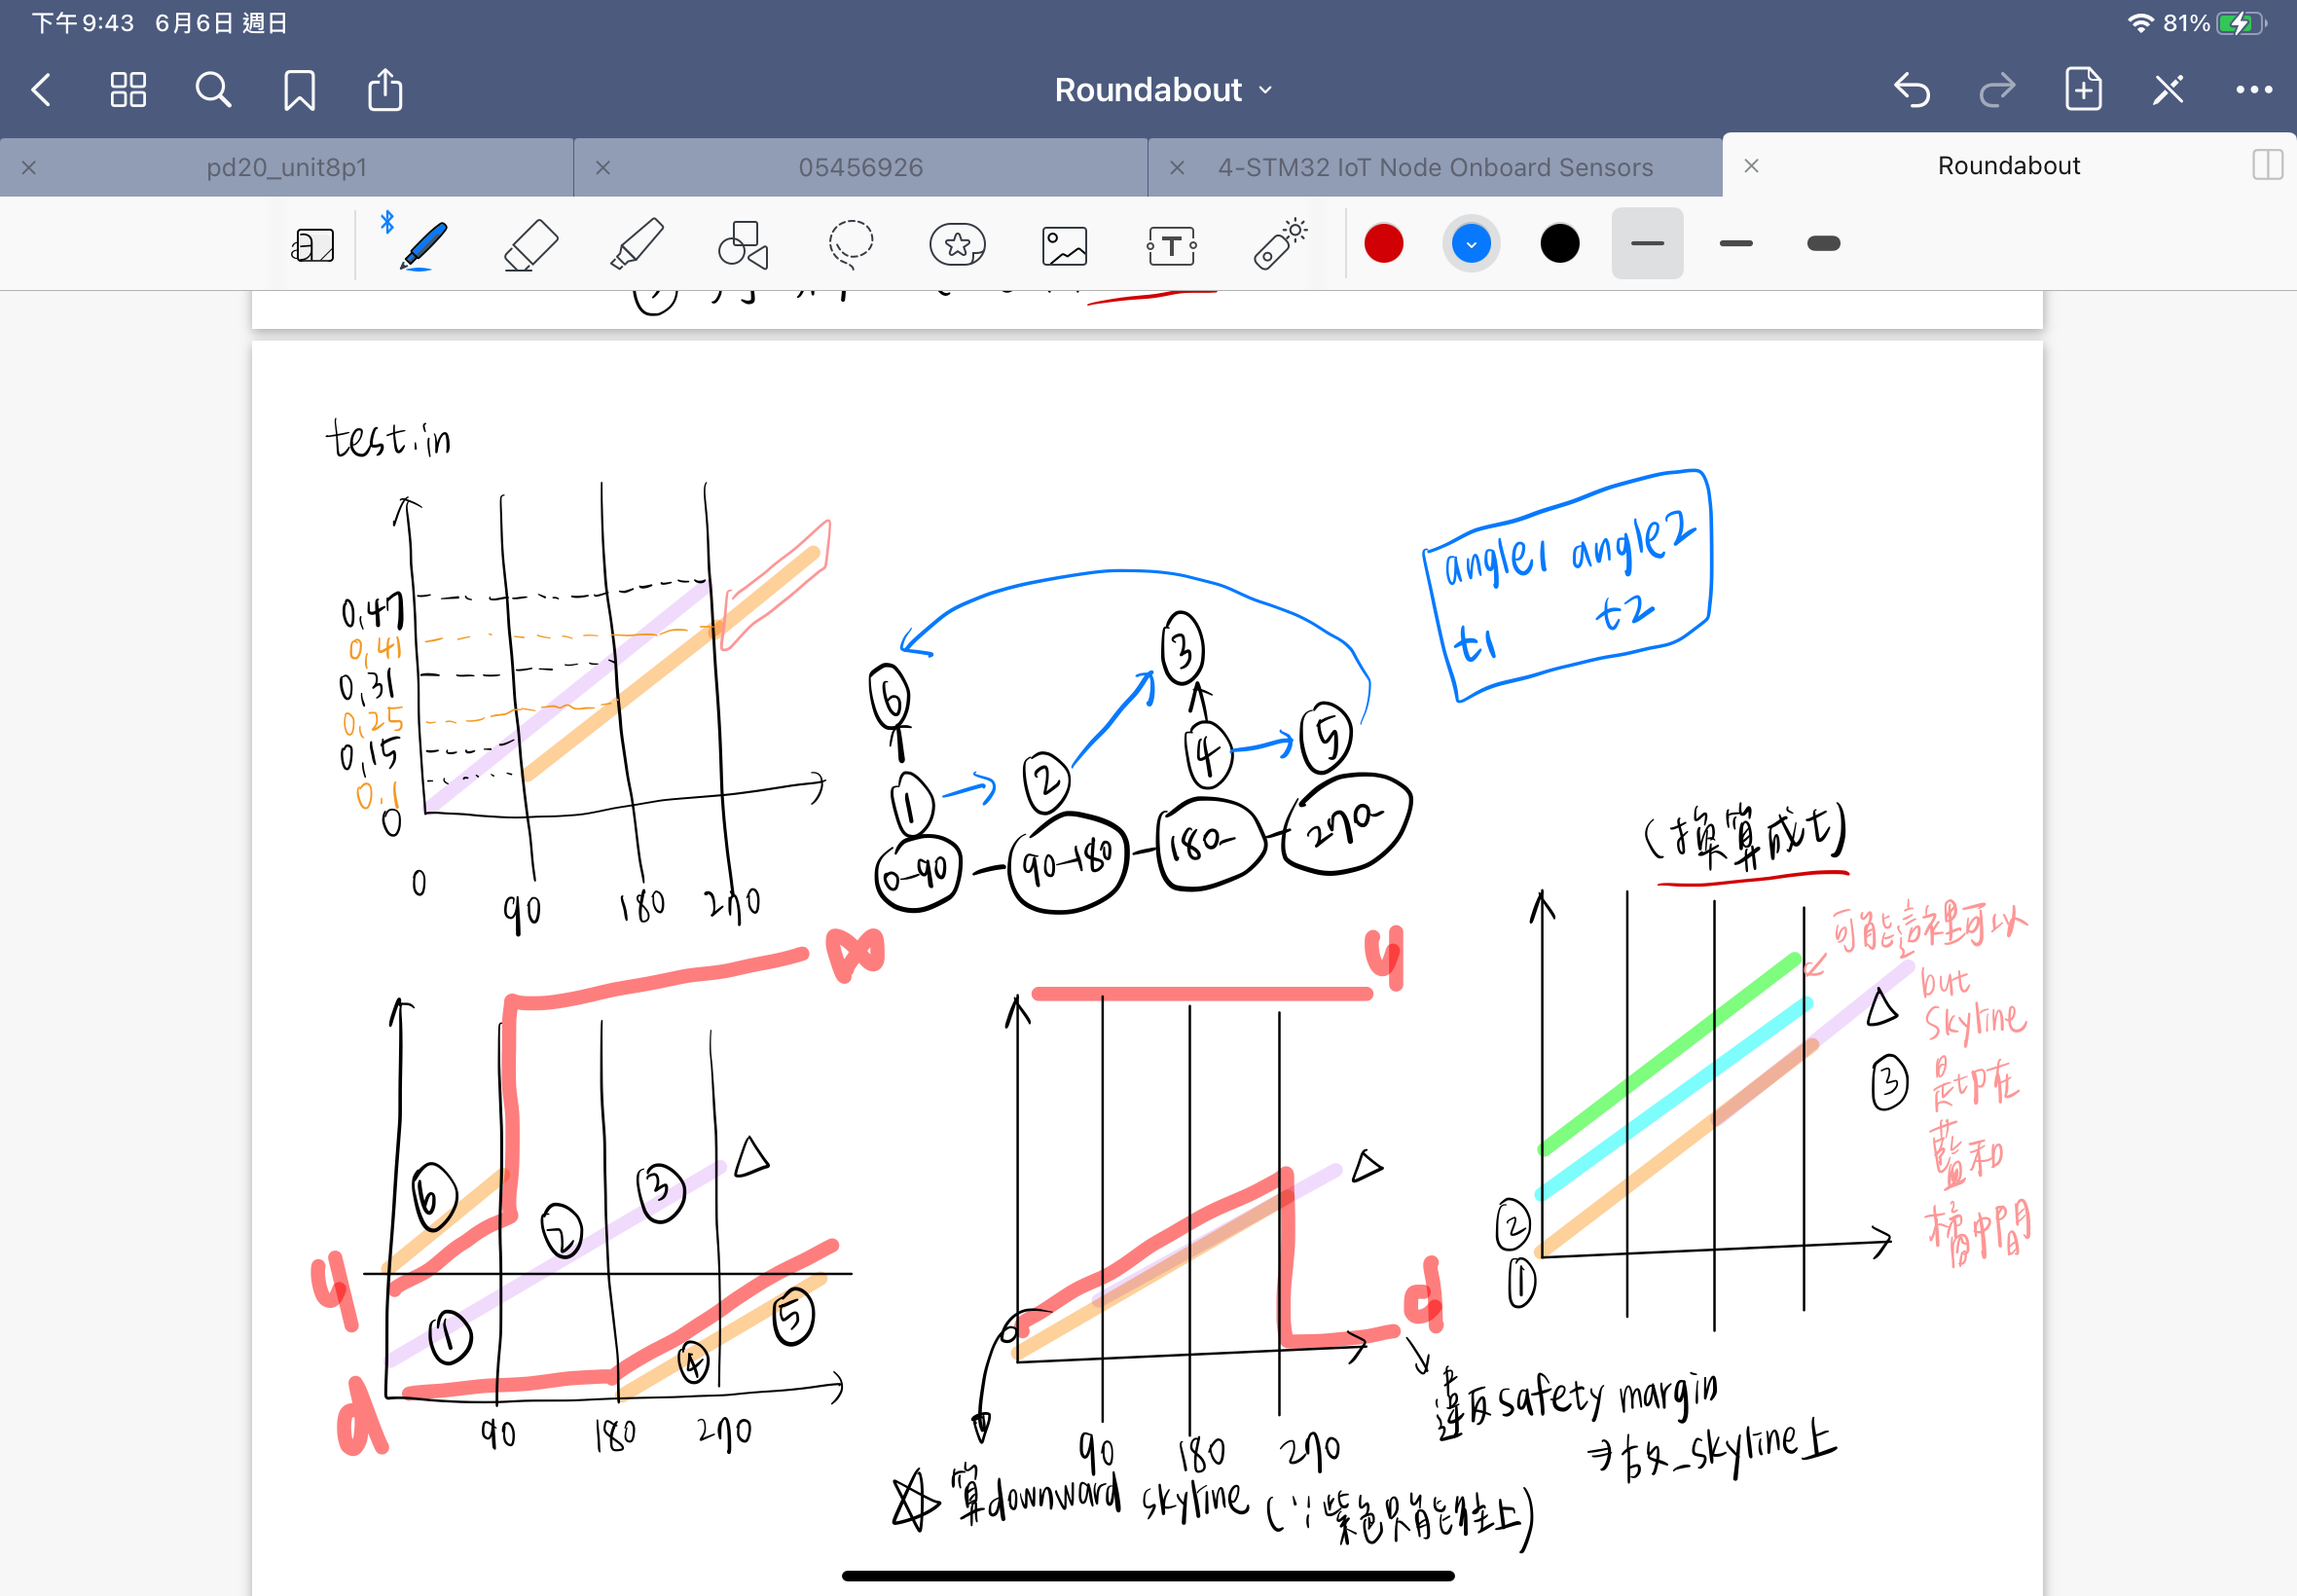 下午9:43 6月6日 週日
81%
Roundabout
pd20_unit8p1
05456926
4-STM32 IoT Node Onboard Sensors
Roundabout
test.in
0.47
0.41
0.31
0.25
0.15
0.1
0
0
90
180
270
6
1
2
3
4
5
0-90
90-180
180-
270-
angle1 angle2
t1 t2
(換算成t)
可能這裡可以
but
skyline
是卡在
藍和
橘中間
△
③
②
①
∞
u
d
⑥
①
②
③
△
④
⑤
90
180
270
u
△
d
90
180
270
違反safety margin
⇒ 故_skyline上
☆ 算downward skyline (∵紫色只能往上)